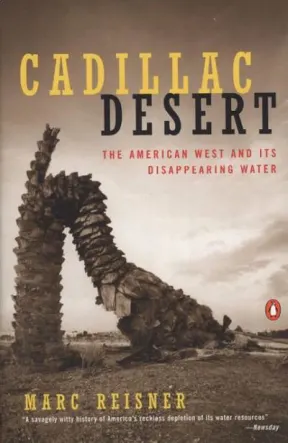 CADILLAC
DESERT
THE AMERICAN WEST AND ITS
DISAPPEARING WATER
MARC REISNER
"A savagely witty history of America's reckless depletion of its water resources"
—Newsday